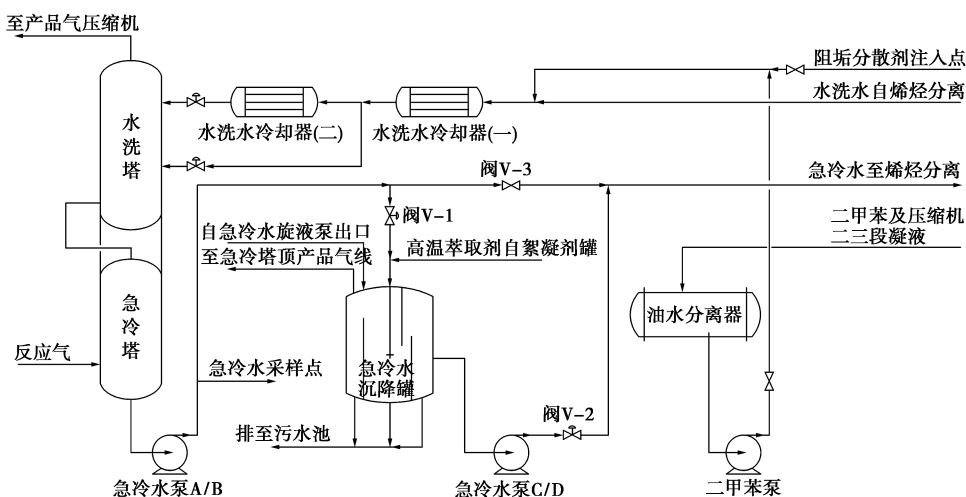 至产品气压缩机
阻垢分散剂注入点
水洗水自烯烃分离
水洗塔
水洗水冷却器(二)
水洗水冷却器(一)
阀V-3
急冷水至烯烃分离
阀V-1
二甲苯及压缩机
二三段凝液
自急冷水旋液泵出口
至急冷塔顶产品气线
高温萃取剂自絮凝剂罐
急冷塔
油水分离器
反应气
急冷水采样点
急冷水
沉降罐
阀V-2
排至污水池
急冷水泵A/B
急冷水泵C/D
二甲苯泵